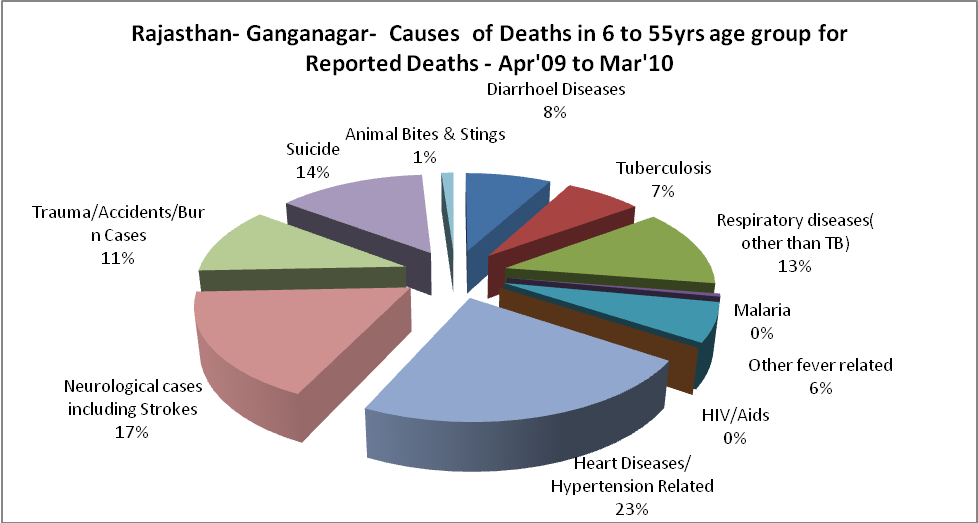 Rajasthan- Ganganagar- Causes of Deaths in 6 to 55yrs age group for
Reported Deaths - Apr'09 to Mar'10
Diarrhoel Diseases
8%
Tuberculosis
7%
Respiratory diseases(
other than TB)
13%
Malaria
0%
Other fever related
6%
HIV/Aids
0%
Heart Diseases/
Hypertension Related
23%
Neurological cases
including Strokes
17%
Trauma/Accidents/Bur
n Cases
11%
Suicide
14%
Animal Bites & Stings
1%